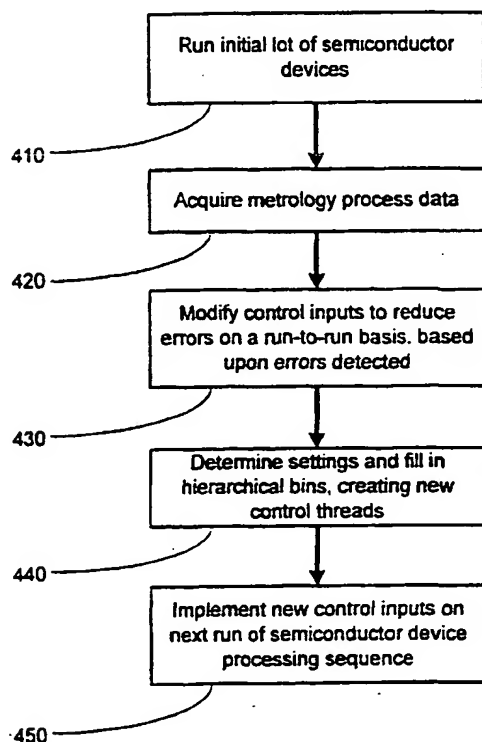 Run initial lot of semiconductor
devices
410
Acquire metrology process data
420
Modify control inputs to reduce
errors on a run-to-run basis. based
upon errors detected
430
Determine settings and fill in
hierarchical bins, creating new
control threads
440
Implement new control inputs on
next run of semiconductor device
processing sequence
450